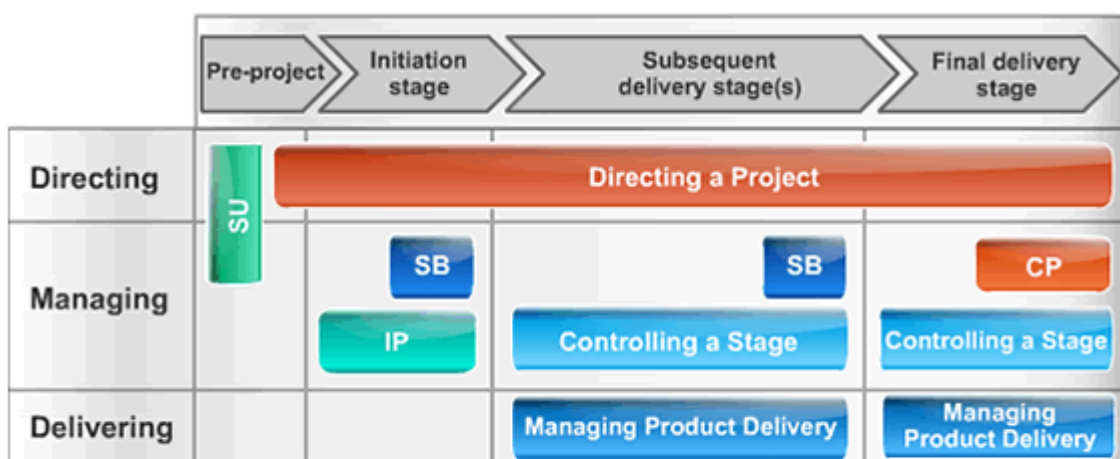 Pre-project
Initiation
stage
Subsequent
delivery stage(s)
Final delivery
stage
Directing
SU
Directing a Project
Managing
SB
SB
CP
IP
Controlling a Stage
Controlling a Stage
Delivering
Managing Product Delivery
Managing
Product Delivery